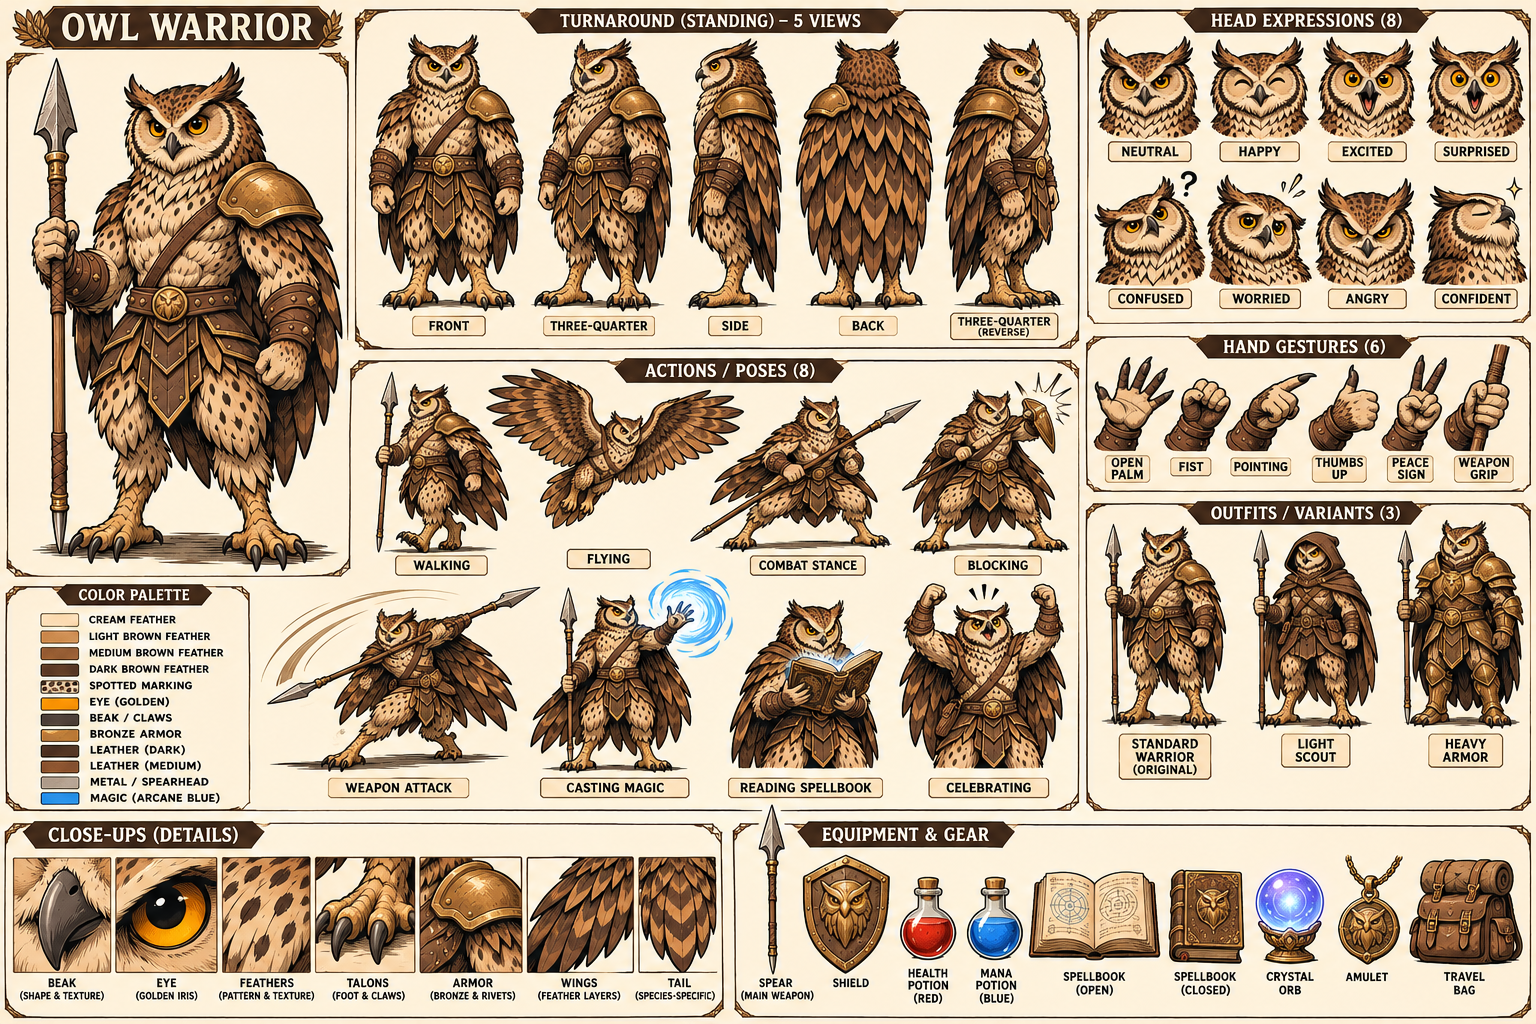 OWL WARRIOR
TURNAROUND (STANDING) – 5 VIEWS
FRONT
THREE-QUARTER
SIDE
BACK
THREE-QUARTER
(REVERSE)
HEAD EXPRESSIONS (8)
NEUTRAL
HAPPY
EXCITED
SURPRISED
?
CONFUSED
WORRIED
ANGRY
CONFIDENT
HAND GESTURES (6)
OPEN
PALM
FIST
POINTING
THUMBS
UP
PEACE
SIGN
WEAPON
GRIP
ACTIONS / POSES (8)
WALKING
FLYING
COMBAT STANCE
BLOCKING
WEAPON ATTACK
CASTING MAGIC
READING SPELLBOOK
CELEBRATING
OUTFITS / VARIANTS (3)
STANDARD
WARRIOR
(ORIGINAL)
LIGHT
SCOUT
HEAVY
ARMOR
COLOR PALETTE
CREAM FEATHER
LIGHT BROWN FEATHER
MEDIUM BROWN FEATHER
DARK BROWN FEATHER
SPOTTED MARKING
EYE (GOLDEN)
BEAK / CLAWS
BRONZE ARMOR
LEATHER (DARK)
LEATHER (MEDIUM)
METAL / SPEARHEAD
MAGIC (ARCANE BLUE)
CLOSE-UPS (DETAILS)
BEAK
(SHAPE & TEXTURE)
EYE
(GOLDEN IRIS)
FEATHERS
(PATTERN & TEXTURE)
TALONS
(FOOT & CLAWS)
ARMOR
(BRONZE & RIVETS)
WINGS
(FEATHER LAYERS)
TAIL
(SPECIES-SPECIFIC)
EQUIPMENT & GEAR
SPEAR
(MAIN WEAPON)
SHIELD
HEALTH
POTION
(RED)
MANA
POTION
(BLUE)
SPELLBOOK
(OPEN)
SPELLBOOK
(CLOSED)
CRYSTAL
ORB
AMULET
TRAVEL
BAG